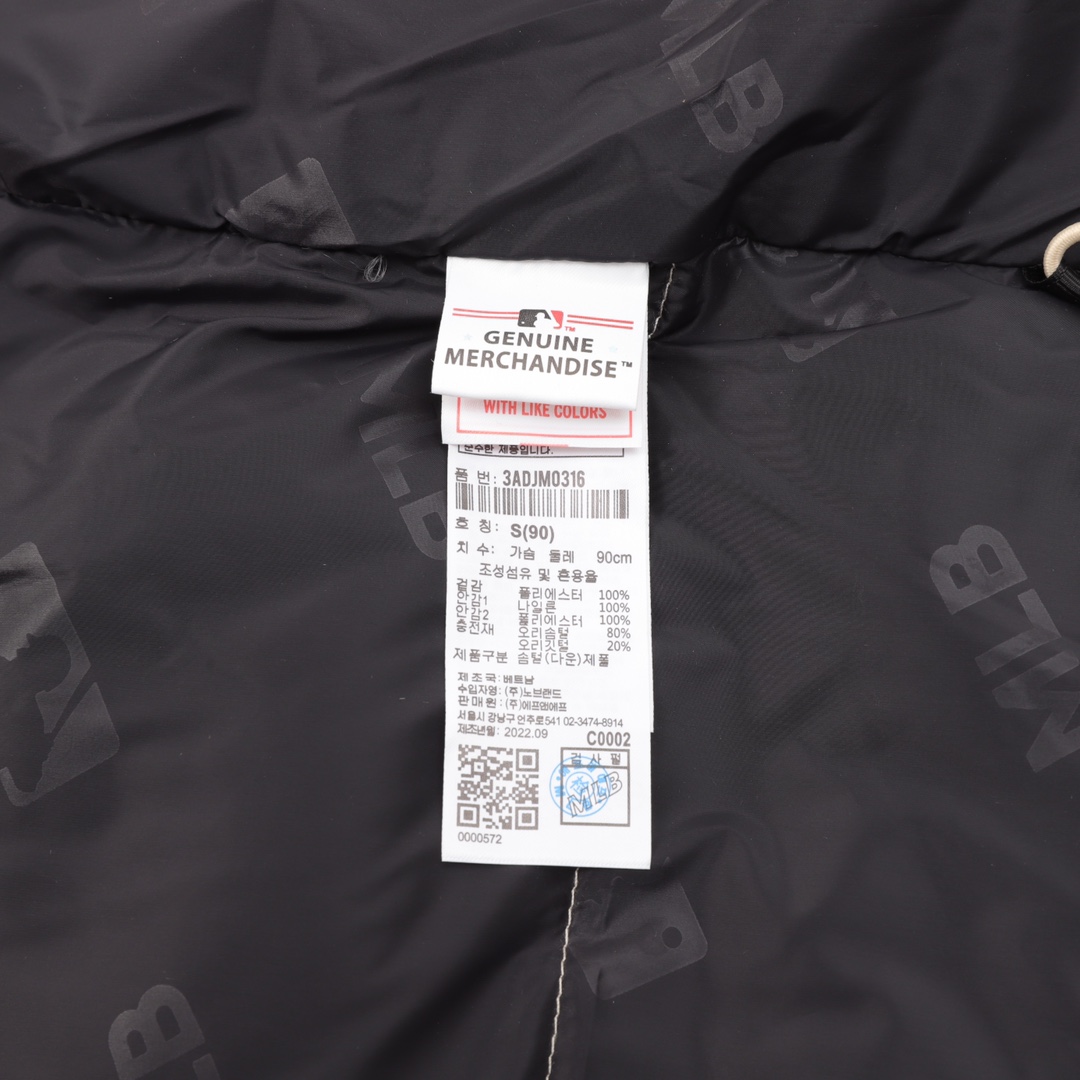 MLB
GENUINE
MERCHANDISE™
WITH LIKE COLORS
준수한 제품입니다.
품 번: 3ADJM0316
호 칭: S(90)
치 수: 가슴 둘레 90cm
조성섬유 및 혼용율
겉감 폴리에스터 100%
안감1 나일론 100%
안감2 폴리에스터 100%
충전재 오리솜털 80%
오리깃털 20%
제품구분 솜털(다운)제품
제 조 국: 베트남
수입자명: (주)노브랜드
판 매 원: (주)에프앤에프
서울시 강남구 언주로541 02-3474-8914
제조년월: 2022.09
C0002
검 사 필
MLB
0000572
MLB
MLB